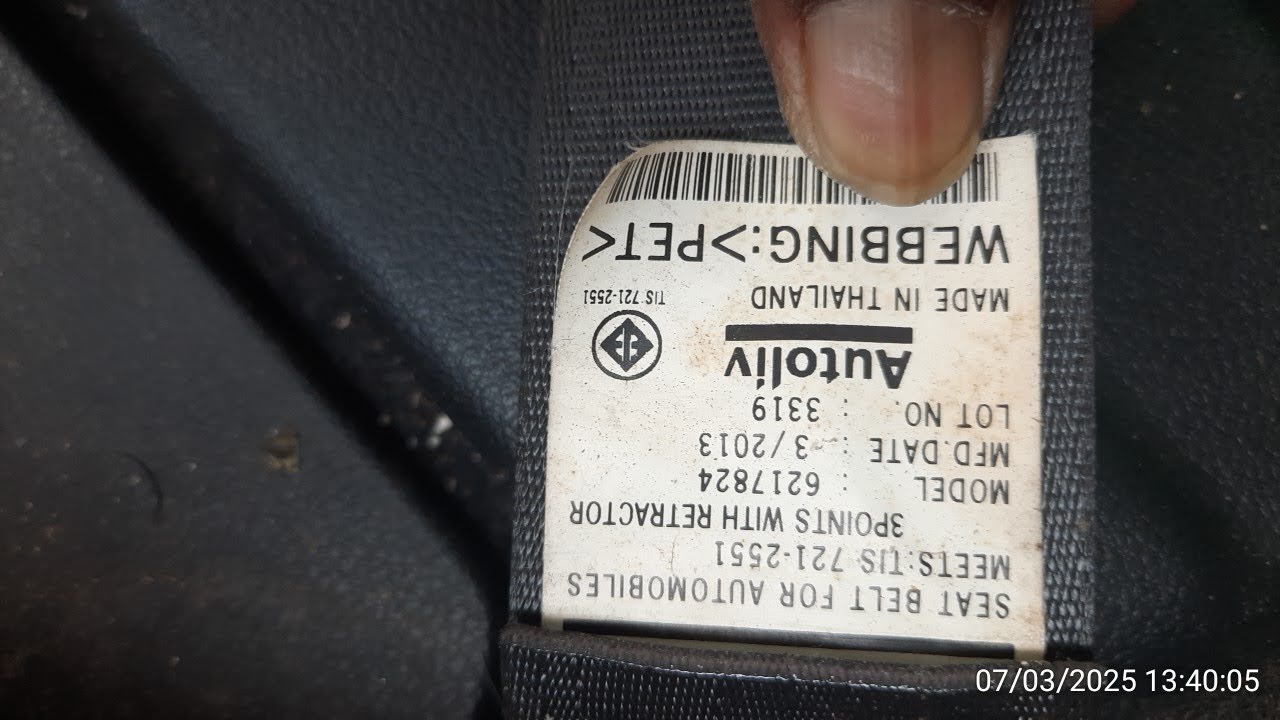 SEAT BELT FOR AUTOMOBILES
MEETS:TIS 721-2551
3POINTS WITH RETRACTOR
MODEL : 6217824
MFD.DATE : 3/2013
LOT NO. : 3319
Autoliv
MADE IN THAILAND
TIS 721-2551
WEBBING:>PET<
07/03/2025 13:40:05